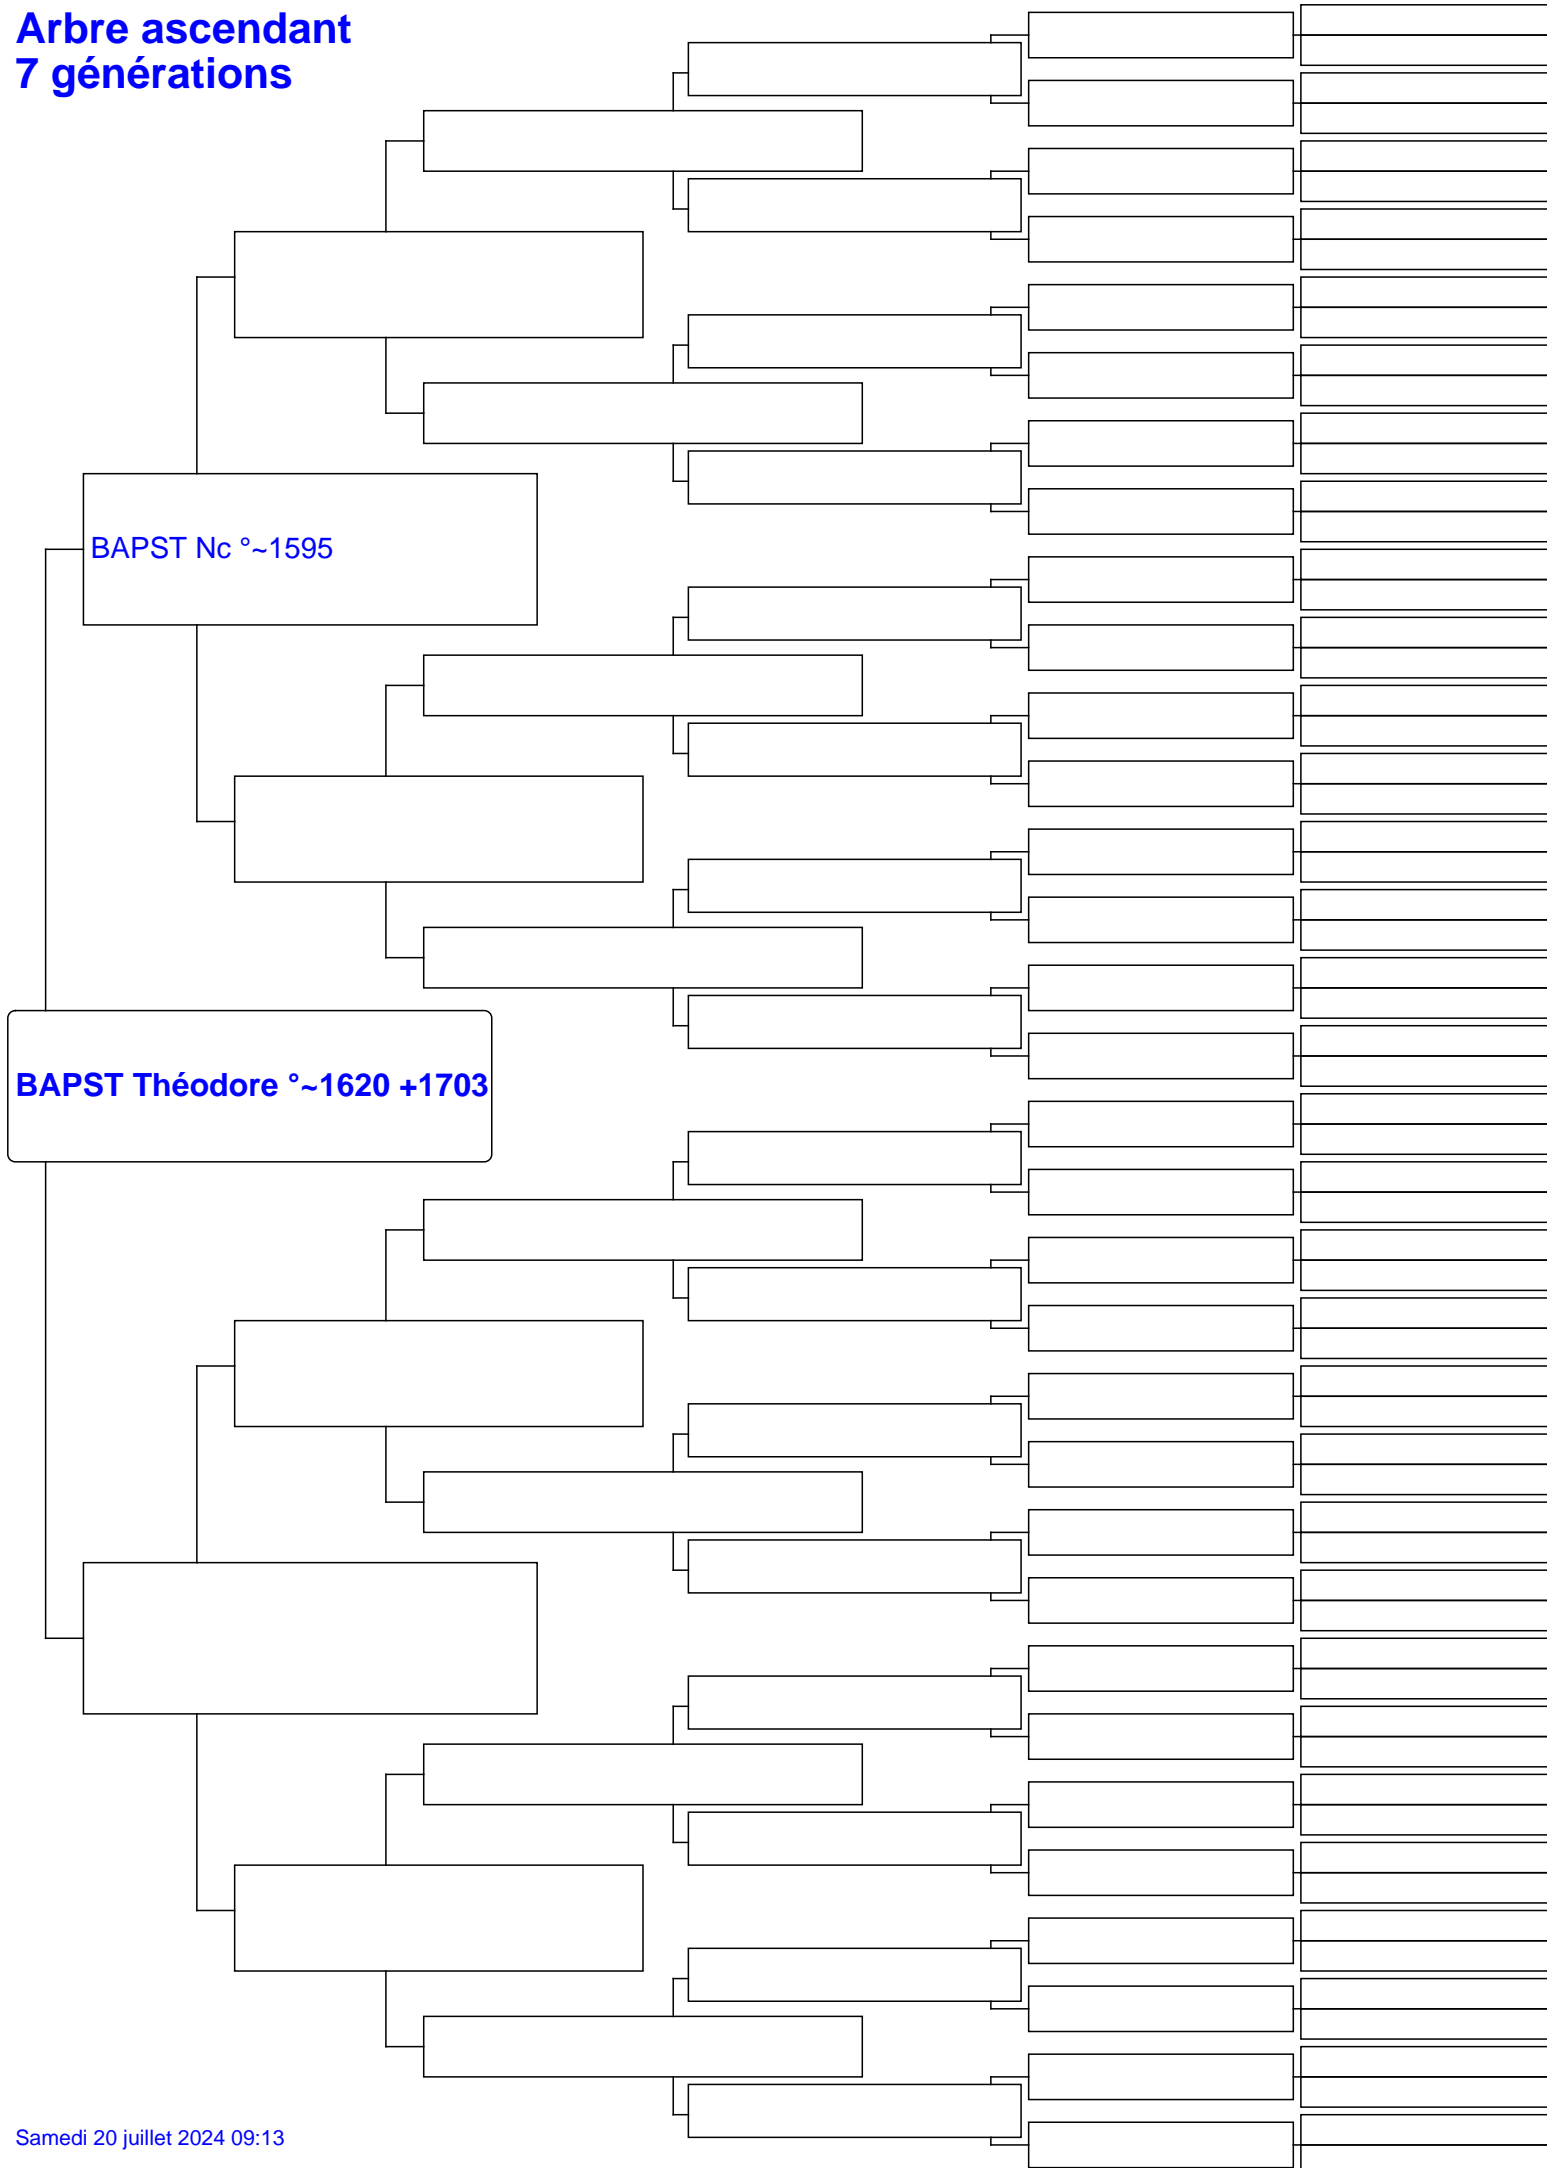 Arbre ascendant
7 générations
BAPST Nc °~1595
BAPST Théodore °~1620 +1703
Samedi 20 juillet 2024 09:13